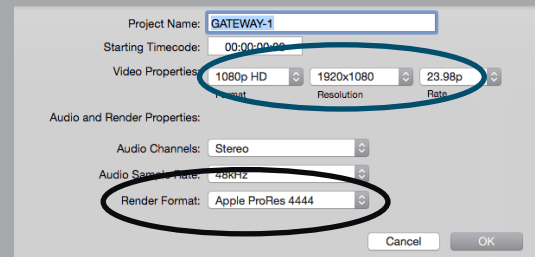 Project Name: GATEWAY-1
Starting Timecode: 00:00:00:00
Video Properties: 1080p HD 1920x1080 23.98p
Format Resolution Rate
Audio and Render Properties:
Audio Channels: Stereo
Audio Sample Rate: 48kHz
Render Format: Apple ProRes 4444
Cancel OK